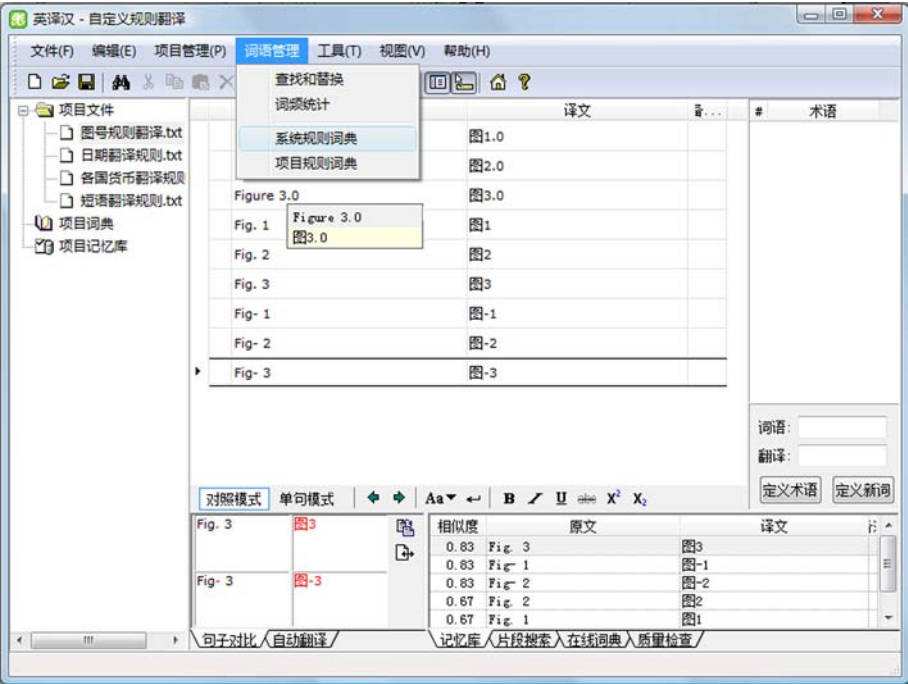 英译汉 - 自定义规则翻译
文件(F) 编辑(E) 项目管理(P) 词语管理 工具(T) 视图(V) 帮助(H)
查找和替换
词频统计
系统规则词典
项目规则词典
项目文件
图号规则翻译.txt
日期翻译规则.txt
各国货币翻译规则
短语翻译规则.txt
项目词典
项目记忆库
译文
图1.0
图2.0
Figure 3.0 图3.0
Figure 3.0
图3.0
Fig. 1 图1
Fig. 2 图2
Fig. 3 图3
Fig- 1 图-1
Fig- 2 图-2
Fig- 3 图-3
# 术语
词语:
翻译:
定义术语 定义新词
对照模式 单句模式 Aa B I U abc X² X₂
Fig. 3 图3
Fig- 3 图-3
句子对比 自动翻译
相似度 原文 译文
0.83 Fig. 3 图3
0.83 Fig- 1 图-1
0.83 Fig- 2 图-2
0.67 Fig. 2 图2
0.67 Fig. 1 图1
记忆库 片段搜索 在线词典 质量检查